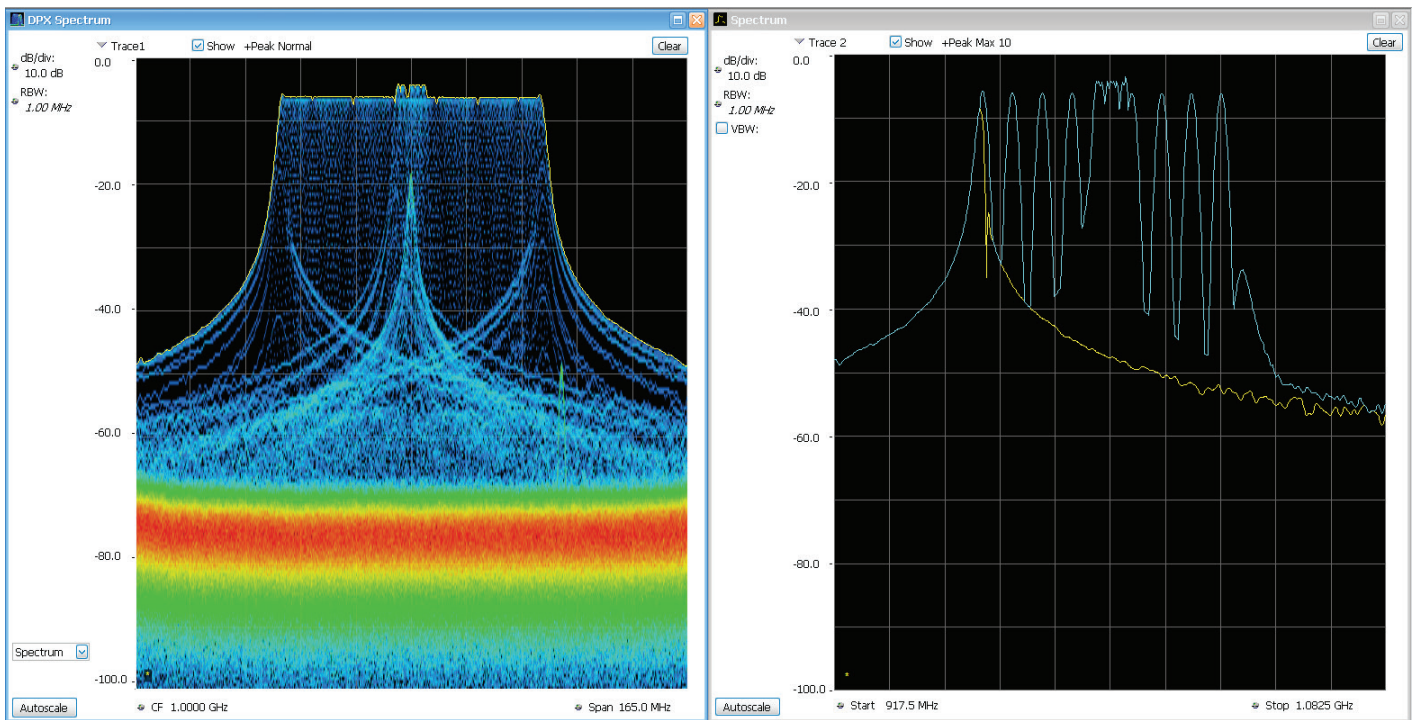 DPX Spectrum
Trace1 Show +Peak Normal Clear
dB/div:
10.0 dB
RBW:
1.00 MHz
0.0
-20.0
-40.0
-60.0
-80.0
-100.0
Spectrum
Autoscale CF 1.0000 GHz Span 165.0 MHz
Spectrum
Trace 2 Show +Peak Max 10 Clear
dB/div:
10.0 dB
RBW:
1.00 MHz
VBW:
0.0
-20.0
-40.0
-60.0
-80.0
-100.0
Autoscale Start 917.5 MHz Stop 1.0825 GHz